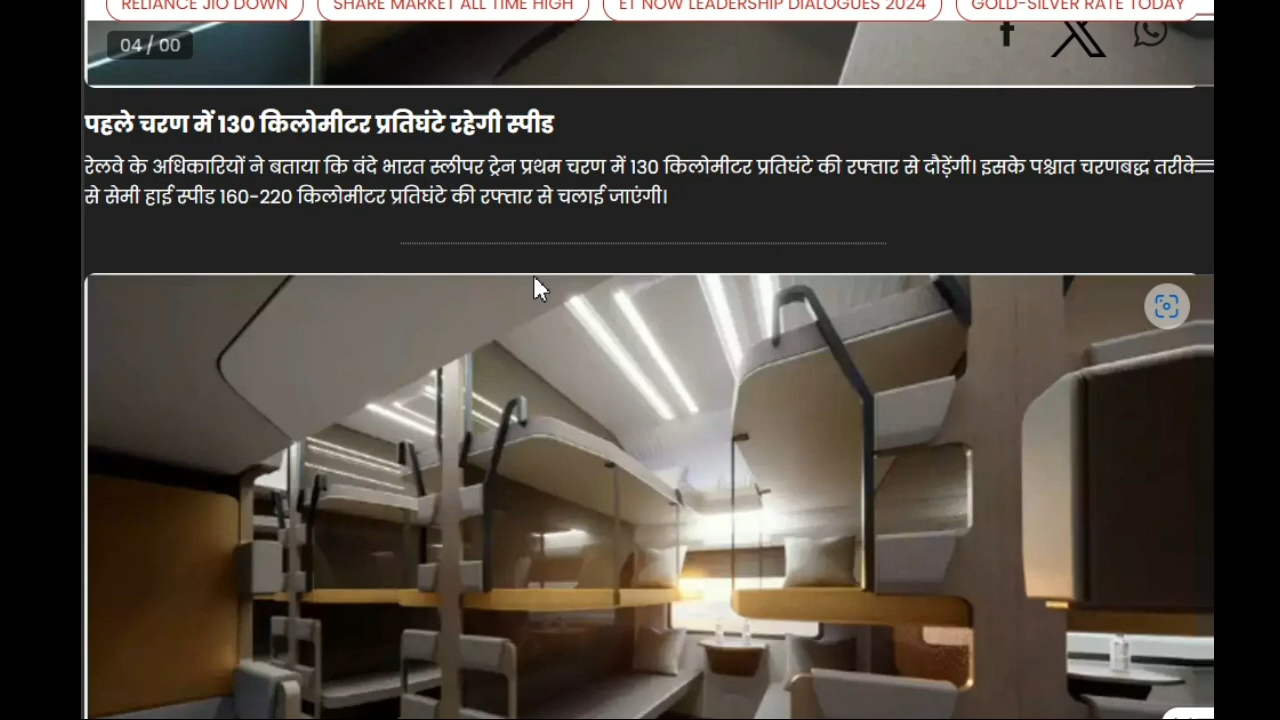 RELIANCE JIO DOWN SHARE MARKET ALL TIME HIGH ET NOW LEADERSHIP DIALOGUES 2024 GOLD-SILVER RATE TODAY
04 / 00
पहले चरण में 130 किलोमीटर प्रतिघंटे रहेगी स्पीड
रेलवे के अधिकारियों ने बताया कि वंदे भारत स्लीपर ट्रेन प्रथम चरण में 130 किलोमीटर प्रतिघंटे की रफ्तार से दौड़ेंगी। इसके पश्चात चरणबद्ध तरीके
से सेमी हाई स्पीड 160-220 किलोमीटर प्रतिघंटे की रफ्तार से चलाई जाएंगी।